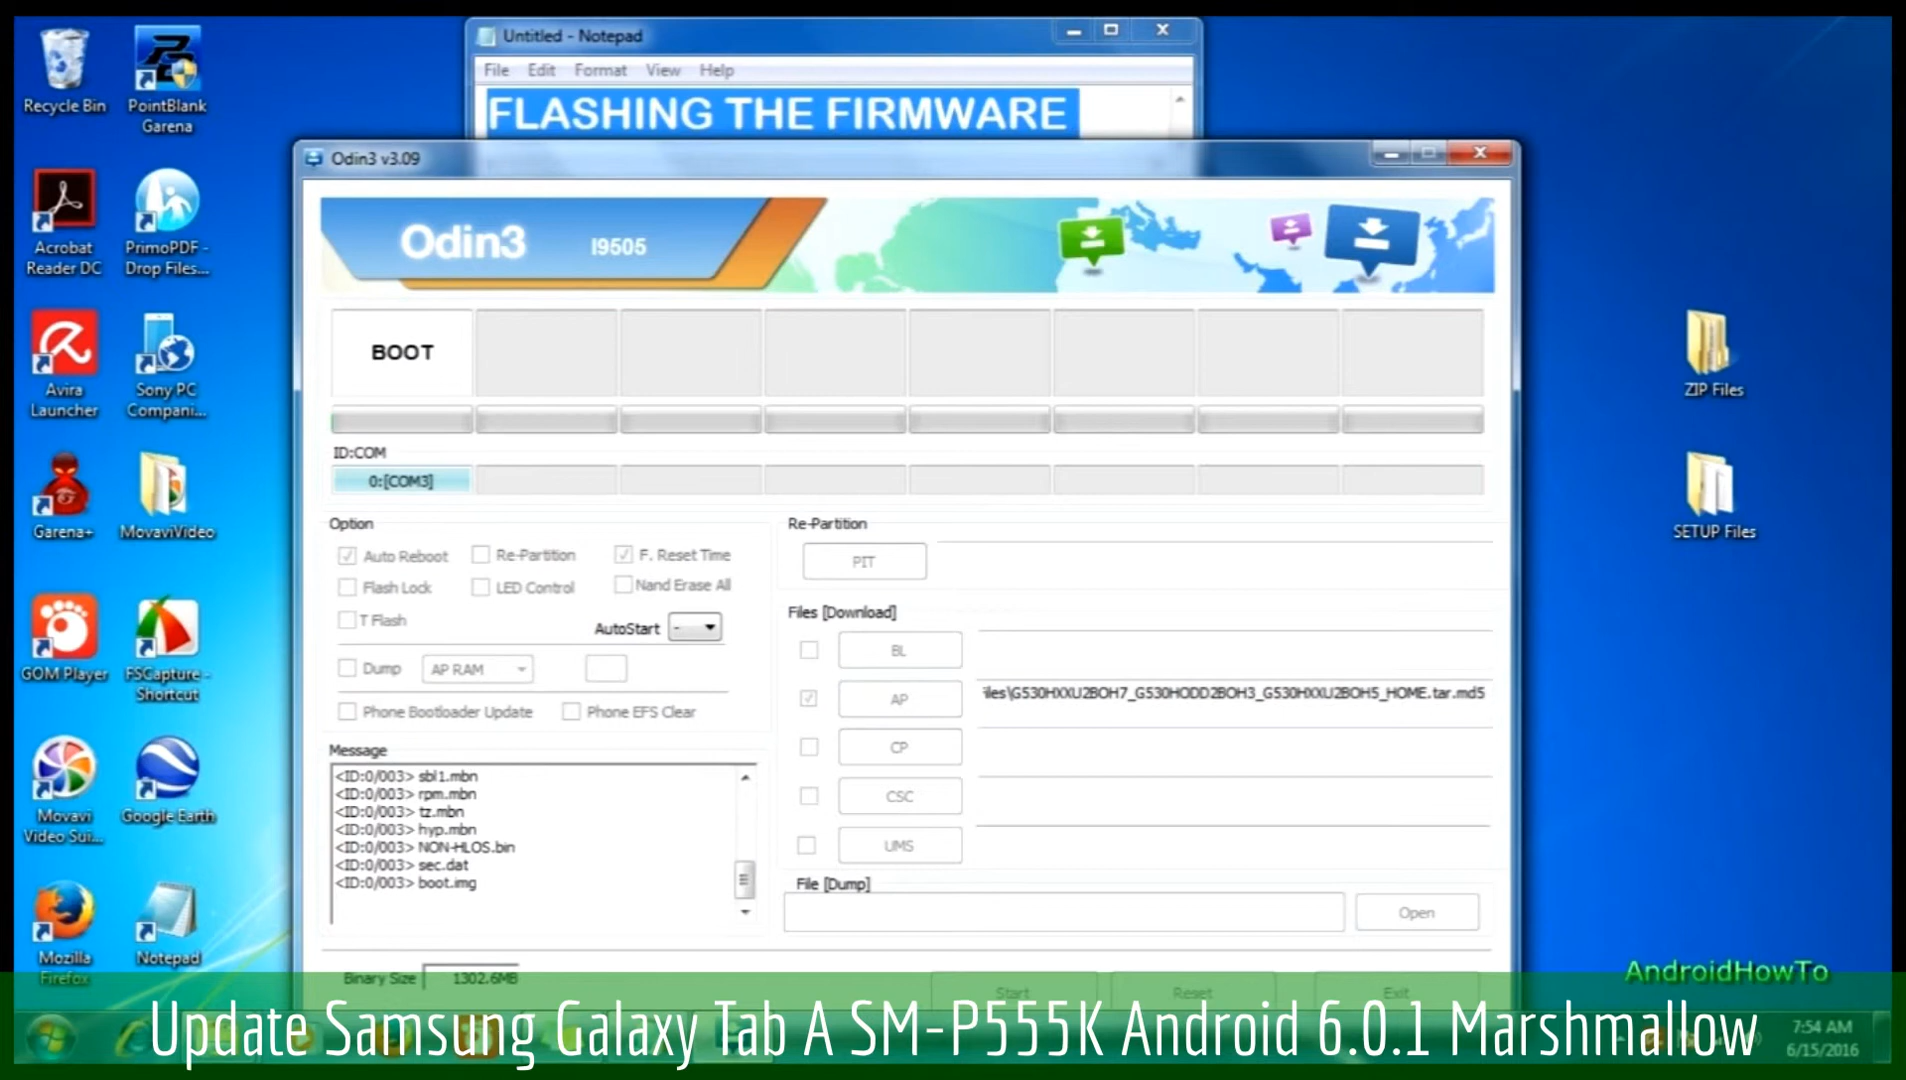 Untitled - Notepad
File Edit Format View Help
FLASHING THE FIRMWARE
Recycle Bin
PointBlank
Garena
Acrobat
Reader DC
PrimoPDF -
Drop Files...
Avira
Launcher
Sony PC
Compani...
Garena+
MovaviVideo
GOM Player
FSCapture -
Shortcut
Movavi
Video Sui...
Google Earth
Mozilla
Firefox
Notepad
Odin3 v3.09
Odin3 I9505
BOOT
ID:COM
0:[COM3]
Option
Auto Reboot Re-Partition F. Reset Time
Flash Lock LED Control Nand Erase All
T Flash
AutoStart -
Dump AP RAM
Phone Bootloader Update Phone EFS Clear
Message
<ID:0/003> sbl1.mbn
<ID:0/003> rpm.mbn
<ID:0/003> tz.mbn
<ID:0/003> hyp.mbn
<ID:0/003> NON-HLOS.bin
<ID:0/003> sec.dat
<ID:0/003> boot.img
Re-Partition
PIT
Files [Download]
BL
AP iles\G530HXXU2BOH7_G530HODD2BOH3_G530HXXU2BOH5_HOME.tar.md5
CP
CSC
UMS
File [Dump]
Open
Binary Size 1302.6MB
Start Reset Exit
ZIP Files
SETUP Files
AndroidHowTo
Update Samsung Galaxy Tab A SM-P555K Android 6.0.1 Marshmallow
7:54 AM
6/15/2016